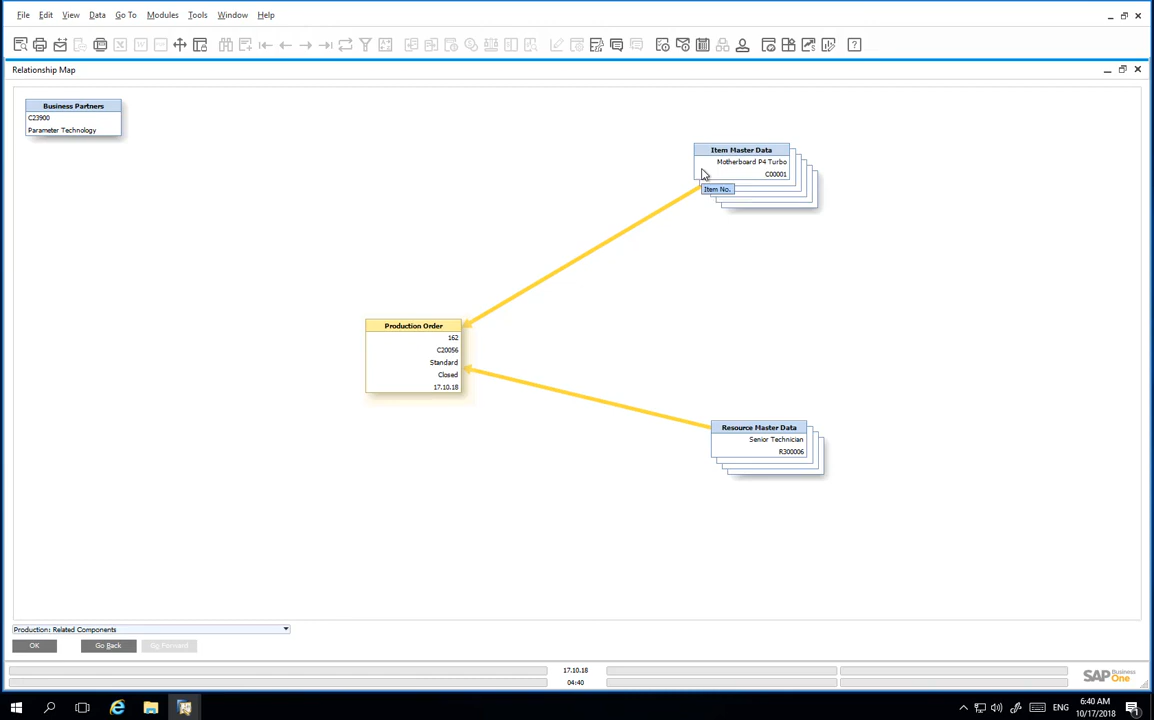 File Edit View Data Go To Modules Tools Window Help
Relationship Map
Business Partners
C23900
Parameter Technology
Item Master Data
Motherboard P4 Turbo
C00001
Item No.
Production Order
162
C20056
Standard
Closed
17.10.18
Resource Master Data
Senior Technician
R300006
Production: Related Components
OK Go Back Go Forward
17.10.18
04:40
SAP Business One
ENG
6:40 AM
10/17/2018
1